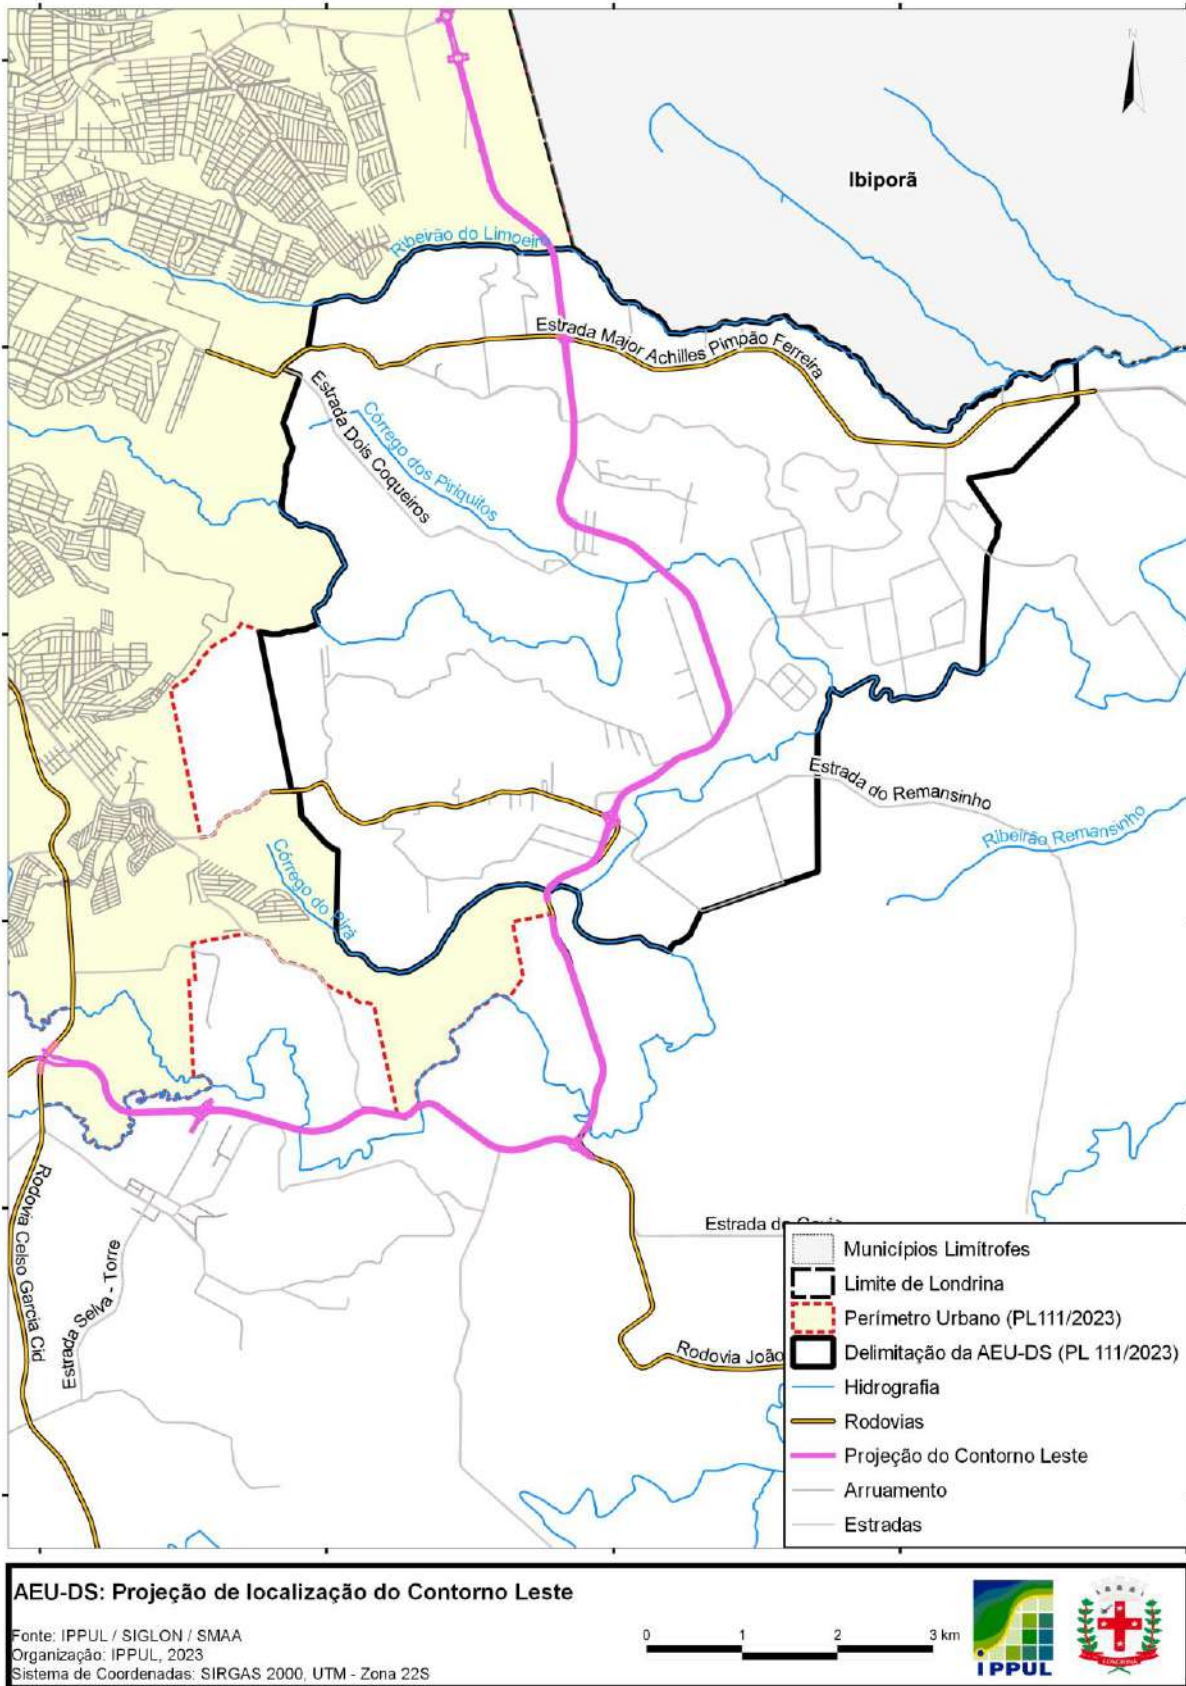 N
Ibiporã
Ribeirão do Limoeiro
Estrada Major Achilles Pimpão Ferreira
Estrada Dois Coqueiros
Córrego dos Piriquitos
Estrada do Remansinho
Ribeirão Remansinho
Córrego do Pirá
Rodovia Celso Garcia Cid
Estrada Selva - Torre
Estrada do
Rodovia João
Municípios Limítrofes
Limite de Londrina
Perímetro Urbano (PL111/2023)
Delimitação da AEU-DS (PL 111/2023)
Hidrografia
Rodovias
Projeção do Contorno Leste
Arruamento
Estradas
AEU-DS: Projeção de localização do Contorno Leste
Fonte: IPPUL / SIGLON / SMAA
Organização: IPPUL, 2023
Sistema de Coordenadas: SIRGAS 2000, UTM - Zona 22S
0 1 2 3 km
IPPUL
LONDRINA